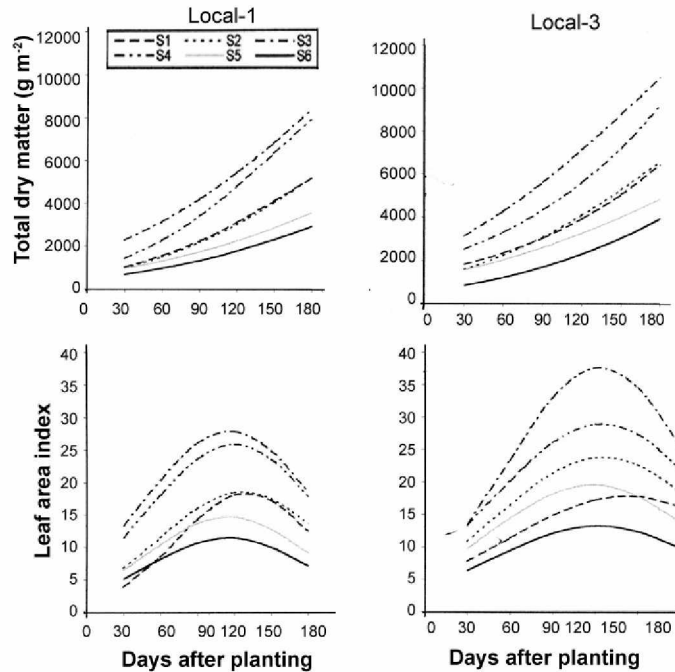 Local-1
Local-3
S1 S2 S3
S4 S5 S6
Total dry matter (g m-2)
12000
10000
8000
6000
4000
2000
0
0 30 60 90 120 150 180
12000
10000
8000
6000
4000
2000
0
0 30 60 90 120 150 180
Leaf area index
40
35
30
25
20
15
10
5
0
0 30 60 90 120 150 180
Days after planting
40
35
30
25
20
15
10
5
0
0 30 60 90 120 150 180
Days after planting